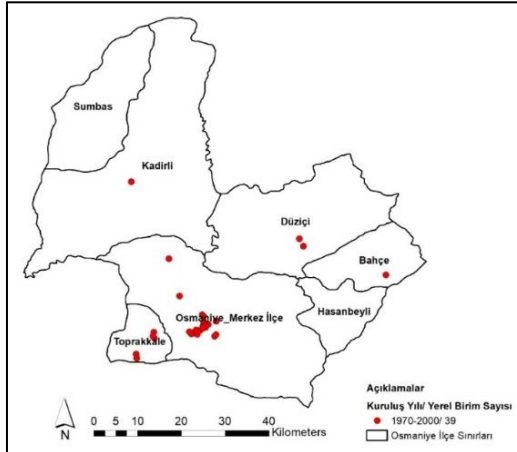 Sumbas
Kadirli
Düziçi
Bahçe
Hasanbeyli
Osmaniye_Merkez İlçe
Toprakkale
Açıklamalar
Kuruluş Yılı/ Yerel Birim Sayısı
1970-2000/ 39
Osmaniye İlçe Sınırları
N
0 5 10 20 30 40
Kilometers